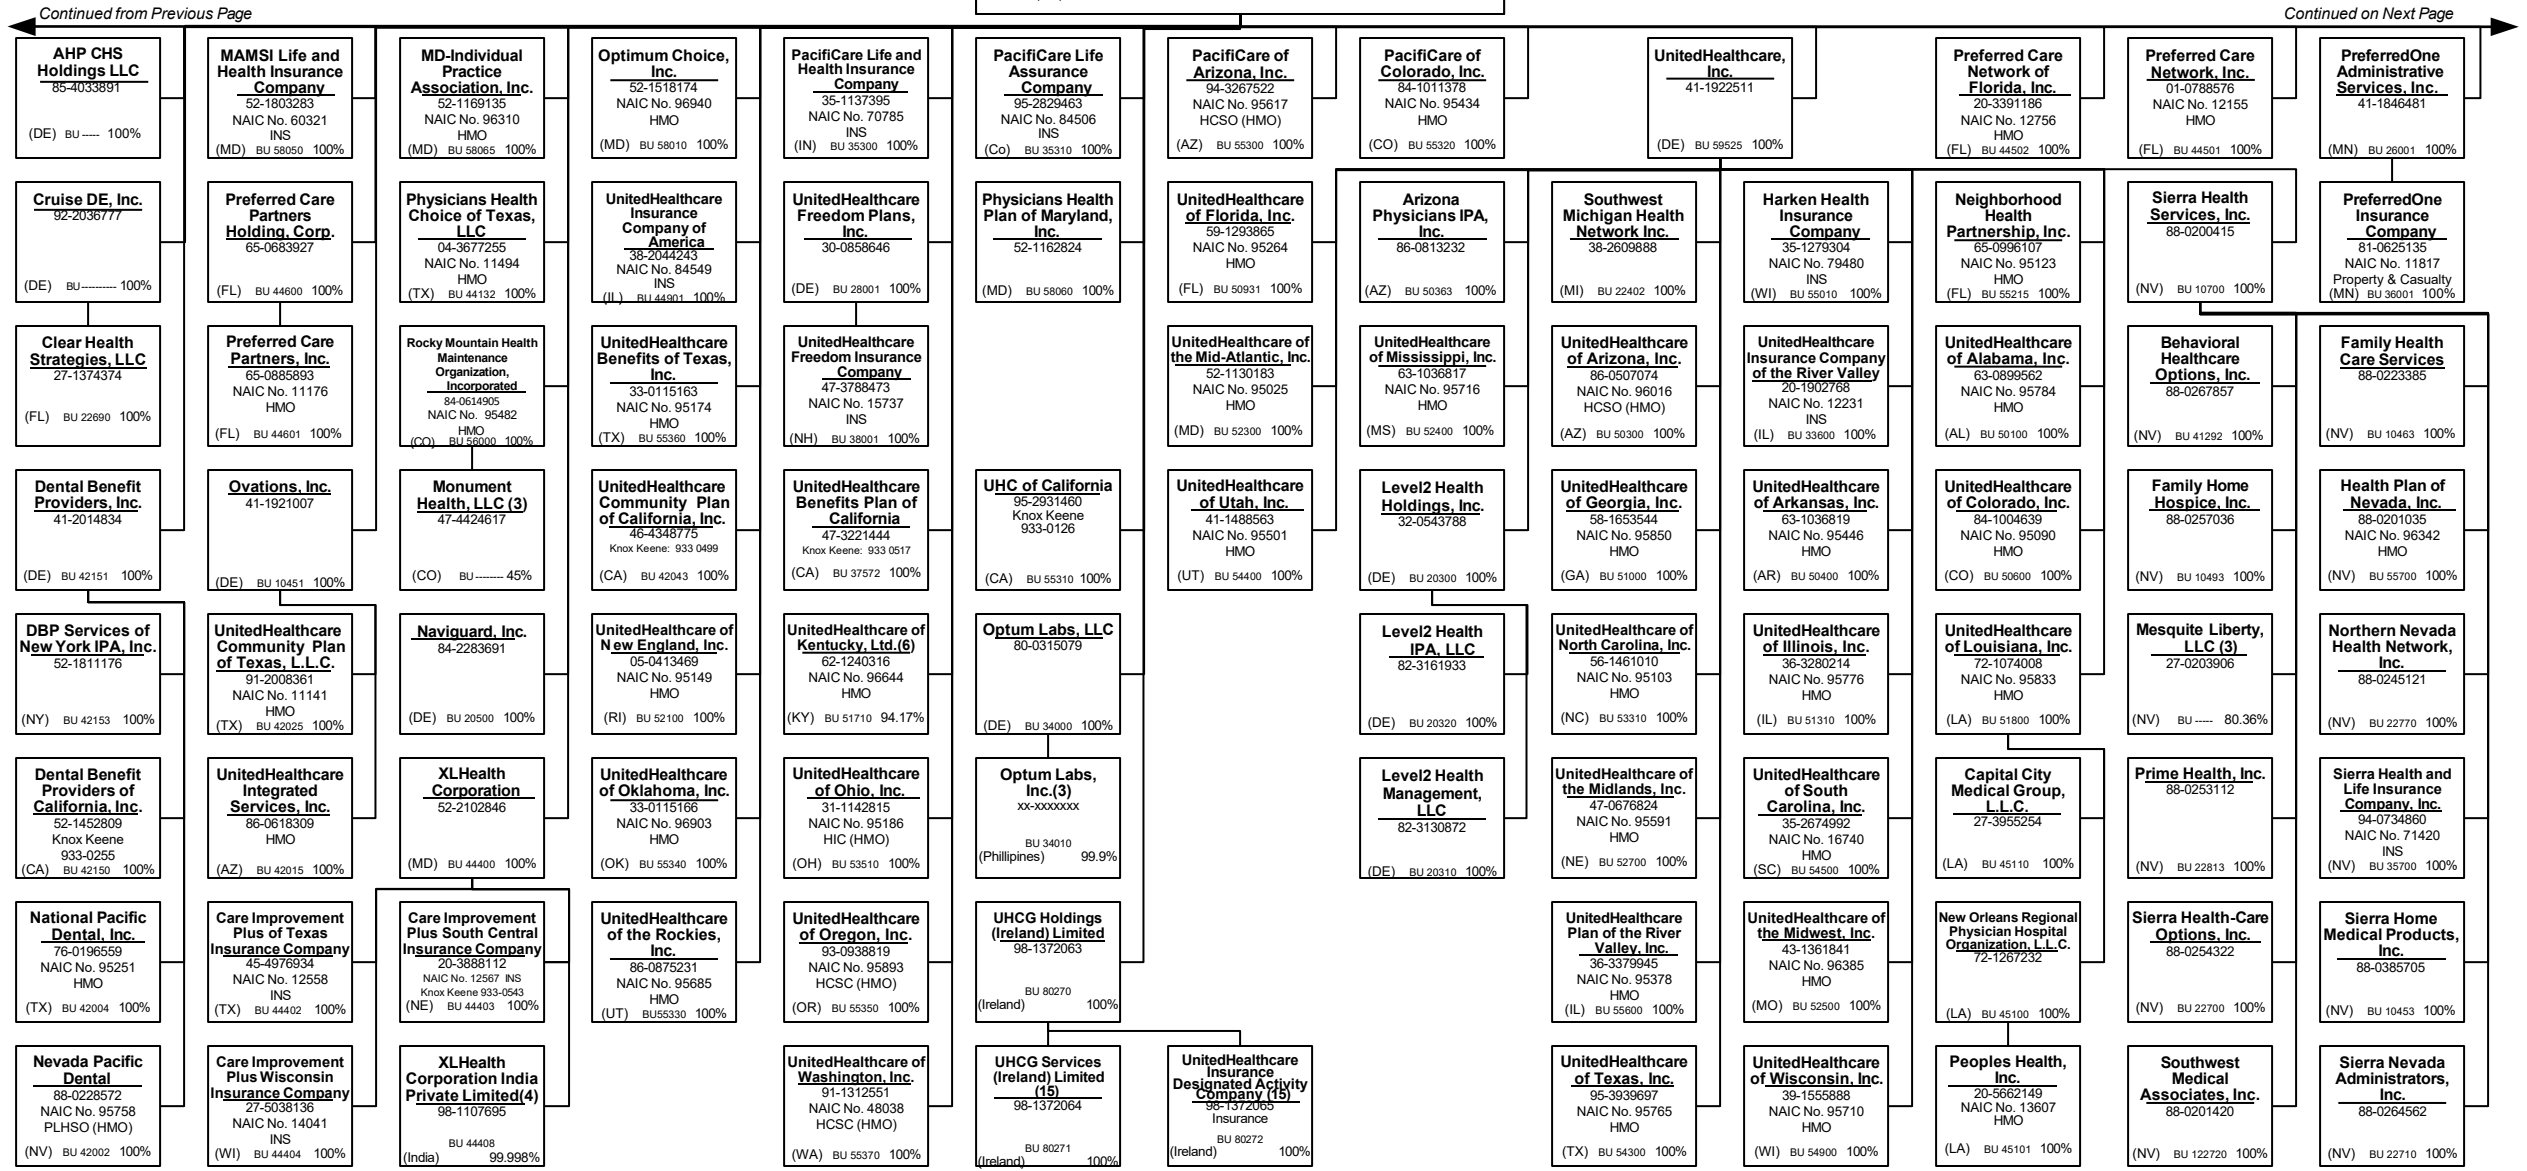 Continued from Previous Page
Continued on Next Page
AHP CHS
Holdings LLC
85-4033891
(DE) BU ----- 100%
MAMSI Life and
Health Insurance
Company
52-1803283
NAIC No. 60321
INS
(MD) BU 58050 100%
MD-Individual
Practice
Association, Inc.
52-1169135
NAIC No. 96310
HMO
(MD) BU 58065 100%
Optimum Choice,
Inc.
52-1518174
NAIC No. 96940
HMO
(MD) BU 58010 100%
PacifiCare Life and
Health Insurance
Company
35-1137395
NAIC No. 70785
INS
(IN) BU 35300 100%
PacifiCare Life
Assurance
Company
95-2829463
NAIC No. 84506
INS
(Co) BU 35310 100%
PacifiCare of
Arizona, Inc.
94-3267522
NAIC No. 95617
HCSO (HMO)
(AZ) BU 55300 100%
PacifiCare of
Colorado, Inc.
84-1011378
NAIC No. 95434
HMO
(CO) BU 55320 100%
UnitedHealthcare,
Inc.
41-1922511
(DE) BU 59525 100%
Preferred Care
Network of
Florida, Inc.
20-3391186
NAIC No. 12756
HMO
(FL) BU 44502 100%
Preferred Care
Network, Inc.
01-0788576
NAIC No. 12155
HMO
(FL) BU 44501 100%
PreferredOne
Administrative
Services, Inc.
41-1846481
(MN) BU 26001 100%
Cruise DE, Inc.
92-2036777
(DE) BU---------- 100%
Preferred Care
Partners
Holding, Corp.
65-0683927
(FL) BU 44600 100%
Physicians Health
Choice of Texas,
LLC
04-3677255
NAIC No. 11494
HMO
(TX) BU 44132 100%
UnitedHealthcare
Insurance
Company of
America
38-2044243
NAIC No. 84549
INS
(IL) BU 44901 100%
UnitedHealthcare
Freedom Plans,
Inc.
30-0858646
(DE) BU 28001 100%
Physicians Health
Plan of Maryland,
Inc.
52-1162824
(MD) BU 58060 100%
UnitedHealthcare
of Florida, Inc.
59-1293865
NAIC No. 95264
HMO
(FL) BU 50931 100%
Arizona
Physicians IPA,
Inc.
86-0813232
(AZ) BU 50363 100%
Southwest
Michigan Health
Network Inc.
38-2609888
(MI) BU 22402 100%
Harken Health
Insurance
Company
35-1279304
NAIC No. 79480
INS
(WI) BU 55010 100%
Neighborhood
Health
Partnership, Inc.
65-0996107
NAIC No. 95123
HMO
(FL) BU 55215 100%
Sierra Health
Services, Inc.
88-0200415
(NV) BU 10700 100%
PreferredOne
Insurance
Company
81-0625135
NAIC No. 11817
Property & Casualty
(MN) BU 36001 100%
Clear Health
Strategies, LLC
27-1374374
(FL) BU 22690 100%
Preferred Care
Partners, Inc.
65-0885893
NAIC No. 11176
HMO
(FL) BU 44601 100%
Rocky Mountain Health
Maintenance
Organization,
Incorporated
84-0614905
NAIC No. 95482
HMO
(CO) BU 56000 100%
UnitedHealthcare
Benefits of Texas,
Inc.
33-0115163
NAIC No. 95174
HMO
(TX) BU 55360 100%
UnitedHealthcare
Freedom Insurance
Company
47-3788473
NAIC No. 15737
INS
(NH) BU 38001 100%
UnitedHealthcare of
the Mid-Atlantic, Inc.
52-1130183
NAIC No. 95025
HMO
(MD) BU 52300 100%
UnitedHealthcare
of Mississippi, Inc.
63-1036817
NAIC No. 95716
HMO
(MS) BU 52400 100%
UnitedHealthcare
of Arizona, Inc.
86-0507074
NAIC No. 96016
HCSO (HMO)
(AZ) BU 50300 100%
UnitedHealthcare
Insurance Company
of the River Valley
20-1902768
NAIC No. 12231
INS
(IL) BU 33600 100%
UnitedHealthcare
of Alabama, Inc.
63-0899562
NAIC No. 95784
HMO
(AL) BU 50100 100%
Behavioral
Healthcare
Options, Inc.
88-0267857
(NV) BU 41292 100%
Family Health
Care Services
88-0223385
(NV) BU 10463 100%
Dental Benefit
Providers, Inc.
41-2014834
(DE) BU 42151 100%
Ovations, Inc.
41-1921007
(DE) BU 10451 100%
Monument
Health, LLC (3)
47-4424617
(CO) BU-------- 45%
UnitedHealthcare
Community Plan
of California, Inc.
46-4348775
Knox Keene: 933 0499
(CA) BU 42043 100%
UnitedHealthcare
Benefits Plan of
California
47-3221444
Knox Keene: 933 0517
(CA) BU 37572 100%
UHC of California
95-2931460
Knox Keene
933-0126
(CA) BU 55310 100%
UnitedHealthcare
of Utah, Inc.
41-1488563
NAIC No. 95501
HMO
(UT) BU 54400 100%
Level2 Health
Holdings, Inc.
32-0543788
(DE) BU 20300 100%
UnitedHealthcare
of Georgia, Inc.
58-1653544
NAIC No. 95850
HMO
(GA) BU 51000 100%
UnitedHealthcare
of Arkansas, Inc.
63-1036819
NAIC No. 95446
HMO
(AR) BU 50400 100%
UnitedHealthcare
of Colorado, Inc.
84-1004639
NAIC No. 95090
HMO
(CO) BU 50600 100%
Family Home
Hospice, Inc.
88-0257036
(NV) BU 10493 100%
Health Plan of
Nevada, Inc.
88-0201035
NAIC No. 96342
HMO
(NV) BU 55700 100%
DBP Services of
New York IPA, Inc.
52-1811176
(NY) BU 42153 100%
UnitedHealthcare
Community Plan
of Texas, L.L.C.
91-2008361
NAIC No. 11141
HMO
(TX) BU 42025 100%
Naviguard, Inc.
84-2283691
(DE) BU 20500 100%
UnitedHealthcare of
New England, Inc.
05-0413469
NAIC No. 95149
HMO
(RI) BU 52100 100%
UnitedHealthcare of
Kentucky, Ltd.(6)
62-1240316
NAIC No. 96644
HMO
(KY) BU 51710 94.17%
Optum Labs, LLC
80-0315079
(DE) BU 34000 100%
Level2 Health
IPA, LLC
82-3161933
(DE) BU 20320 100%
UnitedHealthcare of
North Carolina, Inc.
56-1461010
NAIC No. 95103
HMO
(NC) BU 53310 100%
UnitedHealthcare
of Illinois, Inc.
36-3280214
NAIC No. 95776
HMO
(IL) BU 51310 100%
UnitedHealthcare
of Louisiana, Inc.
72-1074008
NAIC No. 95833
HMO
(LA) BU 51800 100%
Mesquite Liberty,
LLC (3)
27-0203906
(NV) BU ----- 80.36%
Northern Nevada
Health Network,
Inc.
88-0245121
(NV) BU 22770 100%
Dental Benefit
Providers of
California, Inc.
52-1452809
Knox Keene
933-0255
(CA) BU 42150 100%
UnitedHealthcare
Integrated
Services, Inc.
86-0618309
HMO
(AZ) BU 42015 100%
XLHealth
Corporation
52-2102846
(MD) BU 44400 100%
UnitedHealthcare
of Oklahoma, Inc.
33-0115166
NAIC No. 96903
HMO
(OK) BU 55340 100%
UnitedHealthcare
of Ohio, Inc.
31-1142815
NAIC No. 95186
HIC (HMO)
(OH) BU 53510 100%
Optum Labs,
Inc.(3)
xx-xxxxxxx
BU 34010
(Phillipines) 99.9%
Level2 Health
Management,
LLC
82-3130872
(DE) BU 20310 100%
UnitedHealthcare of
the Midlands, Inc.
47-0676824
NAIC No. 95591
HMO
(NE) BU 52700 100%
UnitedHealthcare
of South
Carolina, Inc.
35-2674992
NAIC No. 16740
HMO
(SC) BU 54500 100%
Capital City
Medical Group,
L.L.C.
27-3955254
(LA) BU 45110 100%
Prime Health, Inc.
88-0253112
(NV) BU 22813 100%
Sierra Health and
Life Insurance
Company, Inc.
94-0734860
NAIC No. 71420
INS
(NV) BU 35700 100%
National Pacific
Dental, Inc.
76-0196559
NAIC No. 95251
HMO
(TX) BU 42004 100%
Care Improvement
Plus of Texas
Insurance Company
45-4976934
NAIC No. 12558
INS
(TX) BU 44402 100%
Care Improvement
Plus South Central
Insurance Company
20-3888112
NAIC No. 12567 INS
Knox Keene 933-0543
(NE) BU 44403 100%
UnitedHealthcare
of the Rockies,
Inc.
86-0875231
NAIC No. 95685
HMO
(UT) BU55330 100%
UnitedHealthcare
of Oregon, Inc.
93-0938819
NAIC No. 95893
HCSC (HMO)
(OR) BU 55350 100%
UHCG Holdings
(Ireland) Limited
98-1372063
BU 80270
(Ireland) 100%
UnitedHealthcare
Plan of the River
Valley, Inc.
36-3379945
NAIC No. 95378
HMO
(IL) BU 55600 100%
UnitedHealthcare of
the Midwest, Inc.
43-1361841
NAIC No. 96385
HMO
(MO) BU 52500 100%
New Orleans Regional
Physician Hospital
Organization, L.L.C.
72-1267232
(LA) BU 45100 100%
Sierra Health-Care
Options, Inc.
88-0254322
(NV) BU 22700 100%
Sierra Home
Medical Products,
Inc.
88-0385705
(NV) BU 10453 100%
Nevada Pacific
Dental
88-0228572
NAIC No. 95758
PLHSO (HMO)
(NV) BU 42002 100%
Care Improvement
Plus Wisconsin
Insurance Company
27-5038136
NAIC No. 14041
INS
(WI) BU 44404 100%
XLHealth
Corporation India
Private Limited(4)
98-1107695
BU 44408
(India) 99.998%
UnitedHealthcare of
Washington, Inc.
91-1312551
NAIC No. 48038
HCSC (HMO)
(WA) BU 55370 100%
UHCG Services
(Ireland) Limited
(15)
98-1372064
BU 80271
(Ireland) 100%
UnitedHealthcare
Insurance
Designated Activity
Company (15)
98-1372065
Insurance
BU 80272
(Ireland) 100%
UnitedHealthcare
of Texas, Inc.
95-3939697
NAIC No. 95765
HMO
(TX) BU 54300 100%
UnitedHealthcare
of Wisconsin, Inc.
39-1555888
NAIC No. 95710
HMO
(WI) BU 54900 100%
Peoples Health,
Inc.
20-5662149
NAIC No. 13607
HMO
(LA) BU 45101 100%
Southwest
Medical
Associates, Inc.
88-0201420
(NV) BU 122720 100%
Sierra Nevada
Administrators,
Inc.
88-0264562
(NV) BU 22710 100%